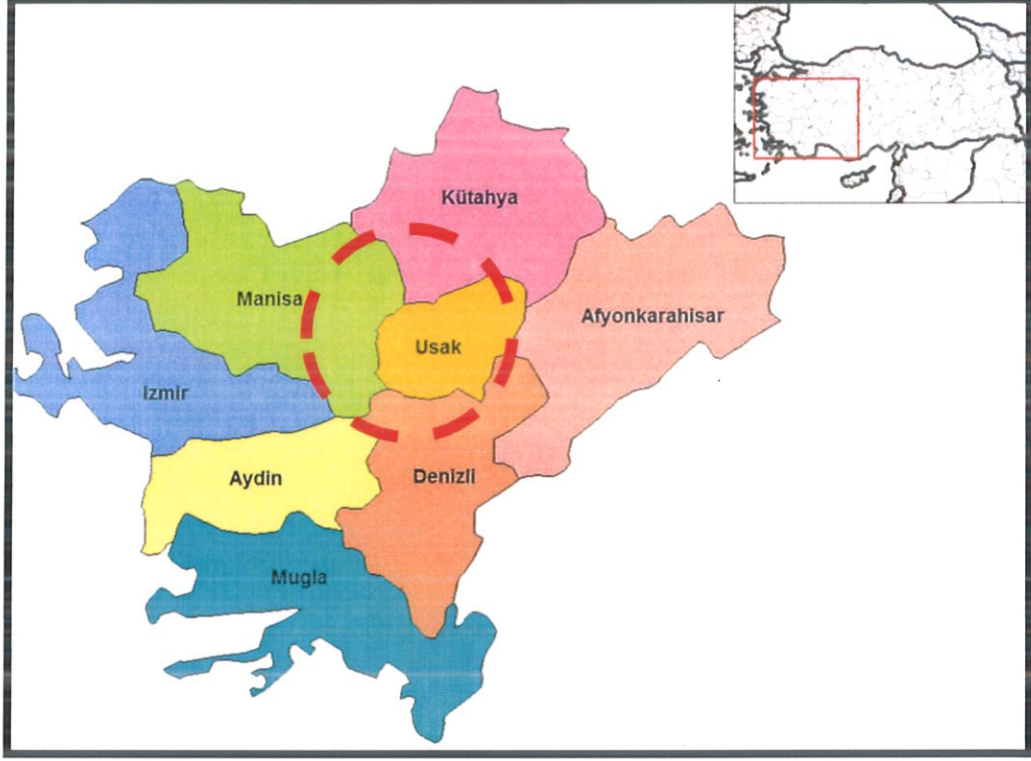 Kütahya
Manisa
Afyonkarahisar
Usak
Izmir
Aydin
Denizli
Mugla